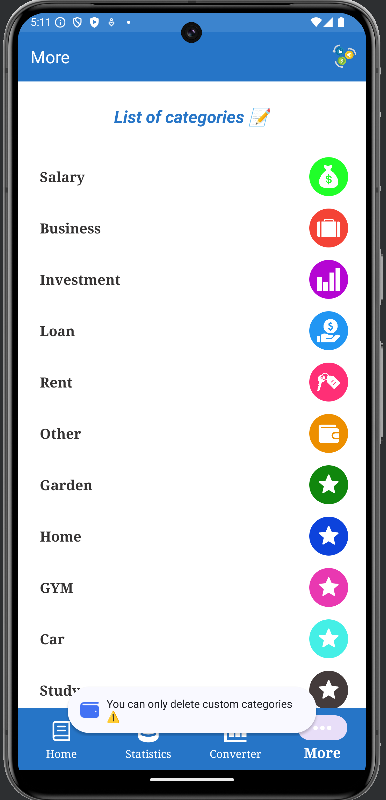 5:11
More
List of categories 📝
Salary
Business
Investment
Loan
Rent
Other
Garden
Home
GYM
Car
Study
You can only delete custom categories
⚠️
Home
Statistics
Converter
More